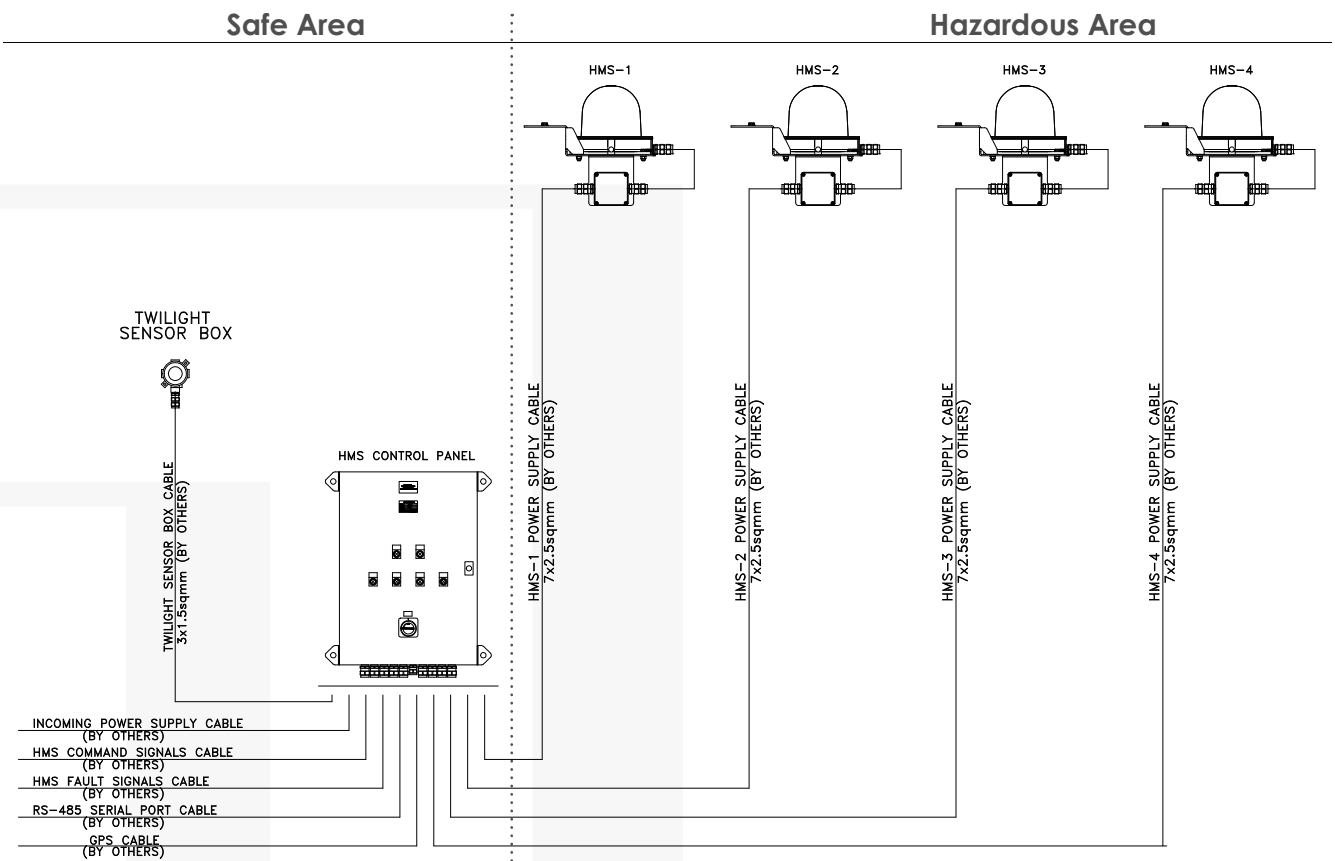 Safe Area
Hazardous Area
HMS-1
HMS-2
HMS-3
HMS-4
TWILIGHT
SENSOR BOX
HMS CONTROL PANEL
TWILIGHT SENSOR BOX CABLE
3x1.5sqmm (BY OTHERS)
HMS-1 POWER SUPPLY CABLE
7x2.5sqmm (BY OTHERS)
HMS-2 POWER SUPPLY CABLE
7x2.5sqmm (BY OTHERS)
HMS-3 POWER SUPPLY CABLE
7x2.5sqmm (BY OTHERS)
HMS-4 POWER SUPPLY CABLE
7x2.5sqmm (BY OTHERS)
INCOMING POWER SUPPLY CABLE
(BY OTHERS)
HMS COMMAND SIGNALS CABLE
(BY OTHERS)
HMS FAULT SIGNALS CABLE
(BY OTHERS)
RS-485 SERIAL PORT CABLE
(BY OTHERS)
GPS CABLE
(BY OTHERS)